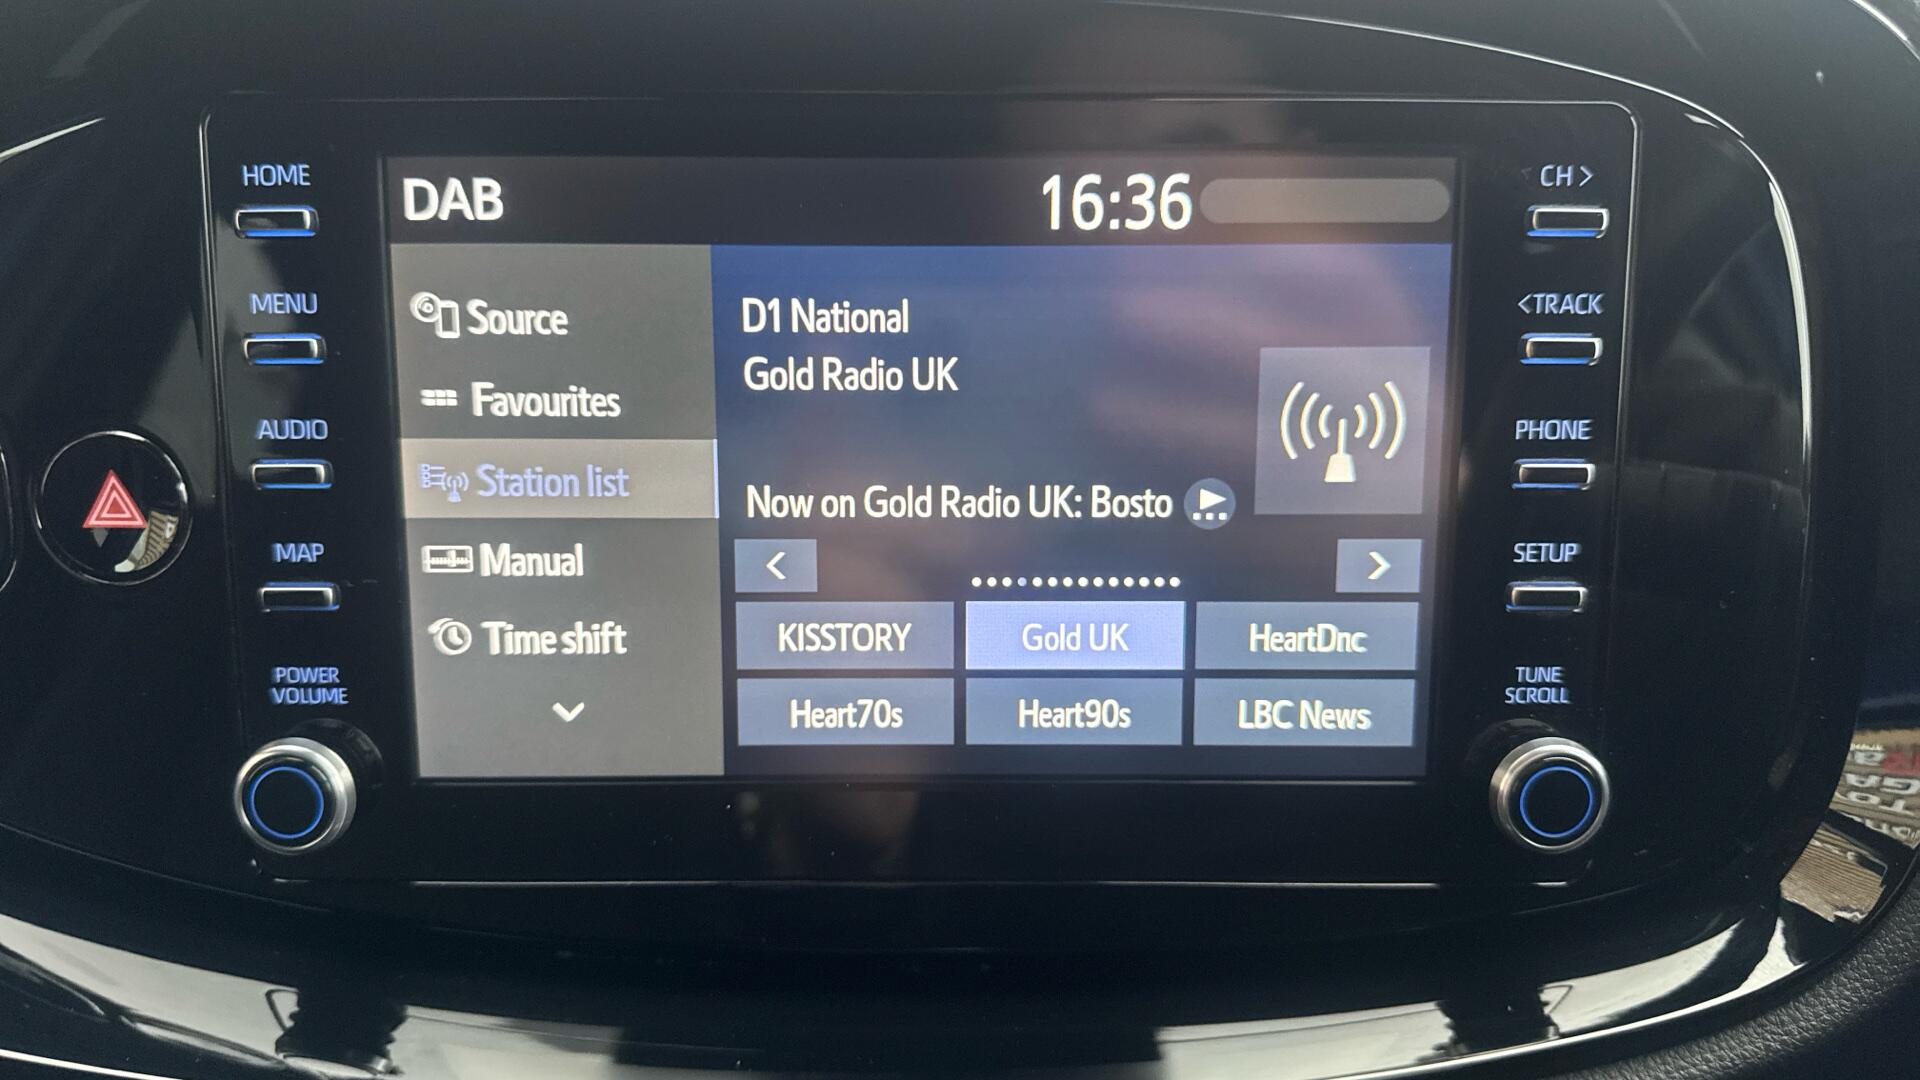 HOME
MENU
AUDIO
MAP
POWER
VOLUME
DAB
16:36
Source
Favourites
Station list
Manual
Time shift
D1 National
Gold Radio UK
Now on Gold Radio UK: Bosto
<
>
KISSTORY
Gold UK
HeartDnc
Heart70s
Heart90s
LBC News
CH >
<TRACK
PHONE
SETUP
TUNE
SCROLL